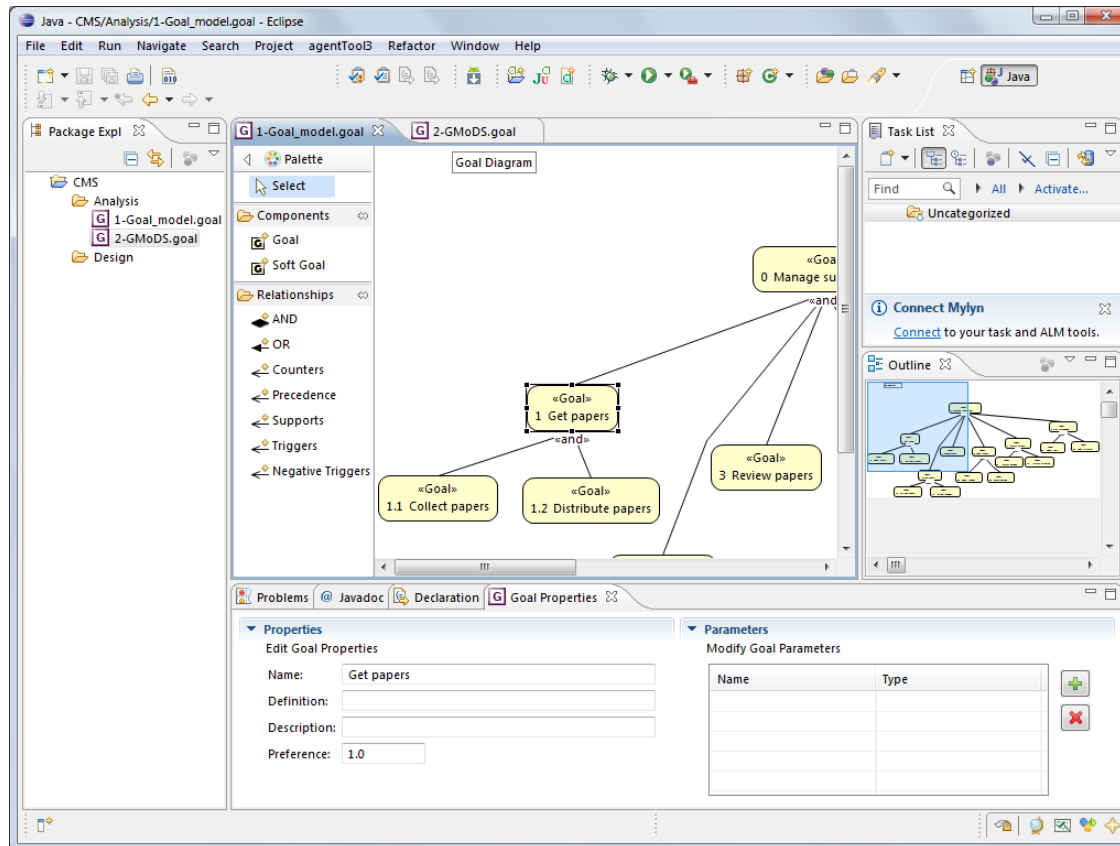 Java - CMS/Analysis/1-Goal_model.goal - Eclipse
File Edit Run Navigate Search Project agentTool3 Refactor Window Help
Java
Package Expl
CMS
Analysis
1-Goal_model.goal
2-GMoDS.goal
Design
1-Goal_model.goal
2-GMoDS.goal
Palette
Select
Components
Goal
Soft Goal
Relationships
AND
OR
Counters
Precedence
Supports
Triggers
Negative Triggers
Goal Diagram
«Goa
0 Manage su
«and
«Goal»
1 Get papers
«and»
«Goal»
1.1 Collect papers
«Goal»
1.2 Distribute papers
«Goal»
3 Review papers
Task List
Find
All
Activate...
Uncategorized
Connect Mylyn
Connect to your task and ALM tools.
Outline
Problems @ Javadoc Declaration Goal Properties
Properties
Edit Goal Properties
Name: Get papers
Definition:
Description:
Preference: 1.0
Parameters
Modify Goal Parameters
Name Type